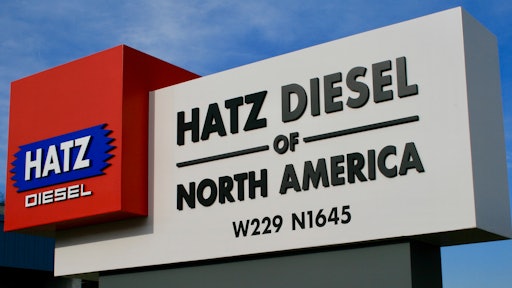 HATZ
DIESEL
HATZ DIESEL
OF
NORTH AMERICA
W229 N1645